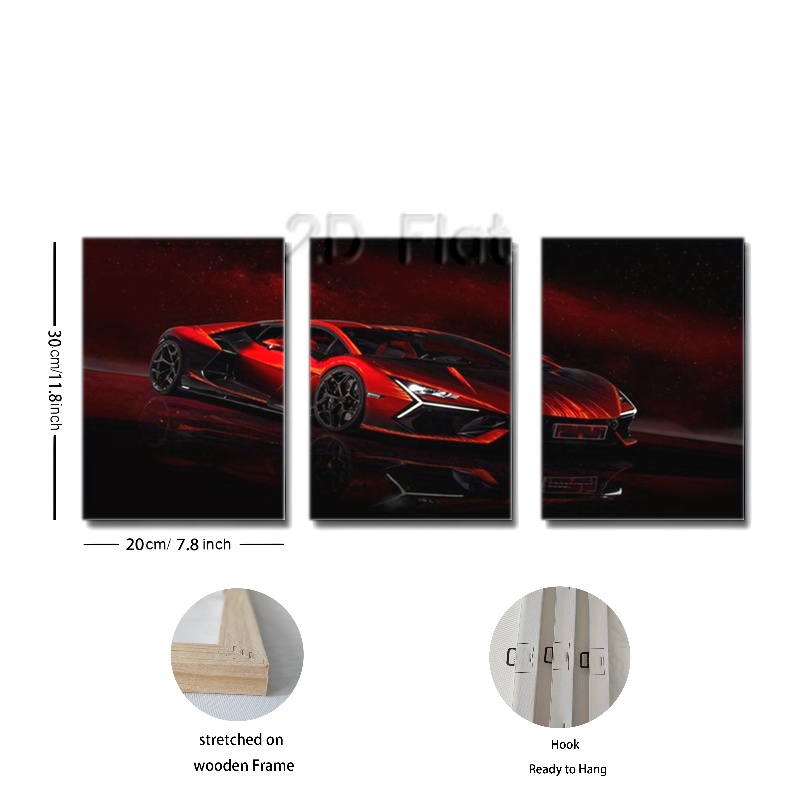 2D Flat
30cm/11.8inch
20cm/ 7.8 inch
stretched on
wooden Frame
Hook
Ready to Hang